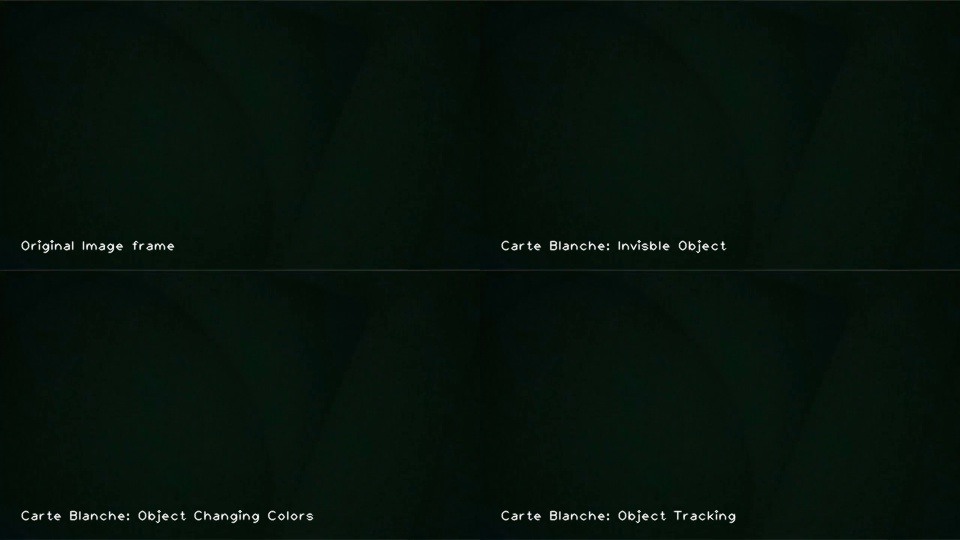 Original Image frame
Carte Blanche: Invisble Object
Carte Blanche: Object Changing Colors
Carte Blanche: Object Tracking